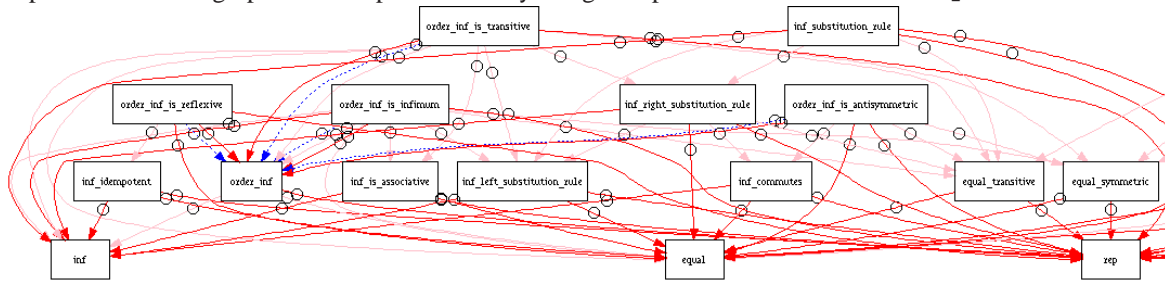 order_inf_is_transitive inf_substitution_rule
order_inf_is_reflexive order_inf_is_infimum inf_right_substitution_rule order_inf_is_antisymmetric
inf_idempotent order_inf inf_is_associative inf_left_substitution_rule inf_commutes equal_transitive equal_symmetric
inf equal rep